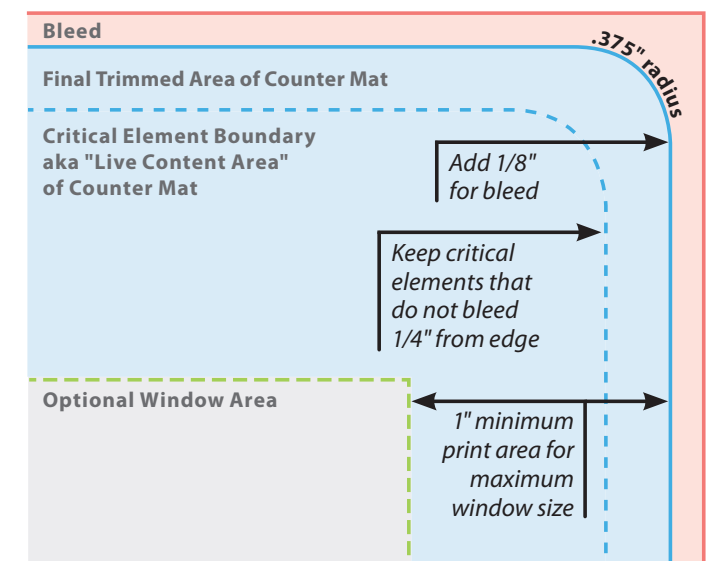 Bleed
.375" radius
Final Trimmed Area of Counter Mat
Critical Element Boundary
aka "Live Content Area"
of Counter Mat
Add 1/8"
for bleed
Keep critical
elements that
do not bleed
1/4" from edge
Optional Window Area
1" minimum
print area for
maximum
window size